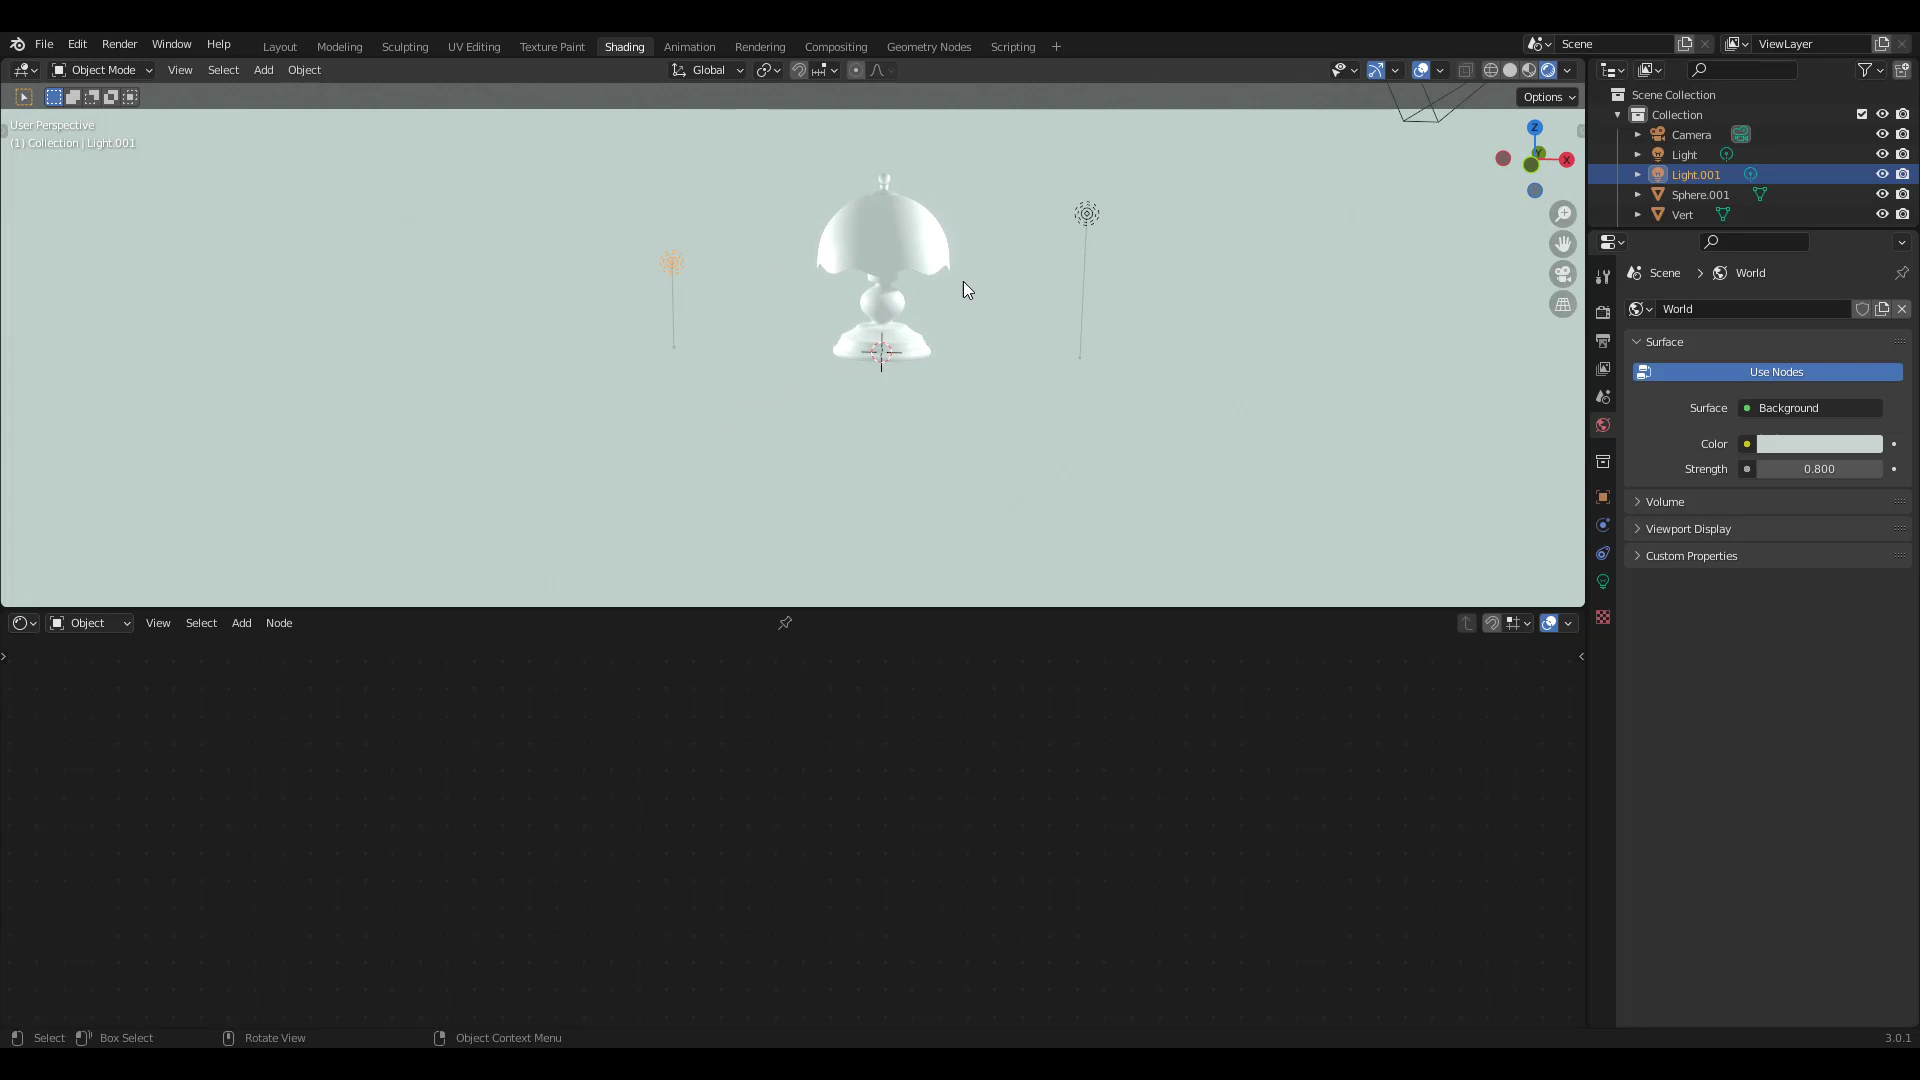 File Edit Render Window Help Layout Modeling Sculpting UV Editing Texture Paint Shading Animation Rendering Compositing Geometry Nodes Scripting + Scene ViewLayer
Object Mode View Select Add Object Global
Options
User Perspective
(1) Collection | Light.001
Z
Y
X
Scene Collection
Collection
Camera
Light
Light.001
Sphere.001
Vert
Scene > World
World
Surface
Use Nodes
Surface Background
Color
Strength 0.800
Volume
Viewport Display
Custom Properties
Object View Select Add Node
Select Box Select Rotate View Object Context Menu 3.0.1